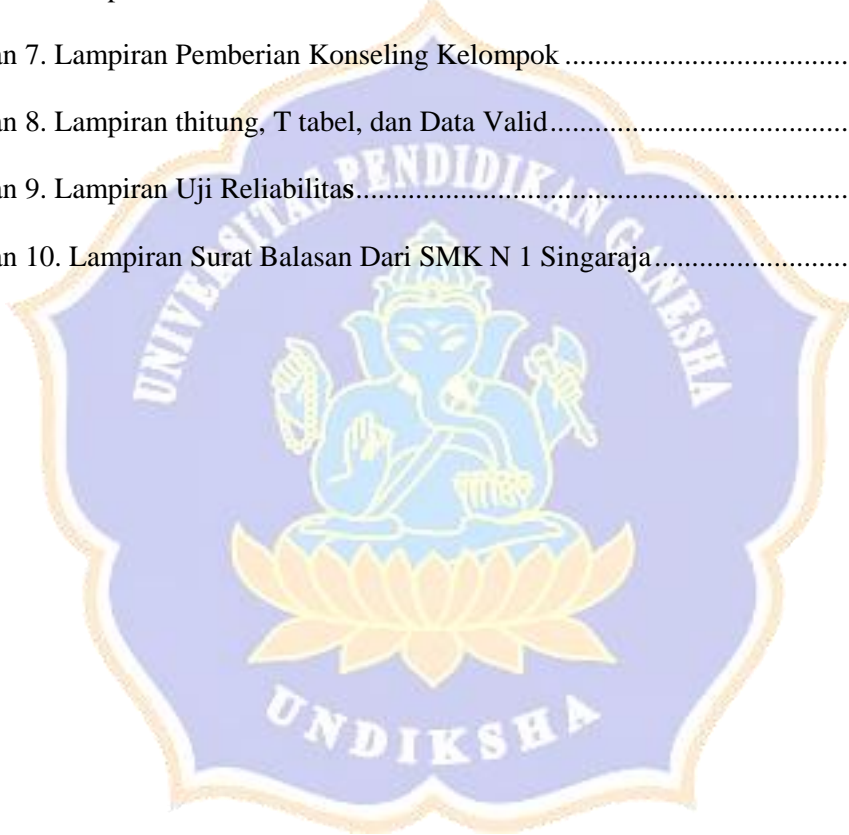 an 7. Lampiran Pemberian Konseling Kelompok ....................................
an 8. Lampiran thitung, T tabel, dan Data Valid......................................
an 9. Lampiran Uji Reliabilitas...............................................................
an 10. Lampiran Surat Balasan Dari SMK N 1 Singaraja.........................
UNIVERSITAS PENDIDIKAN GANESHA
UNDIKSHA